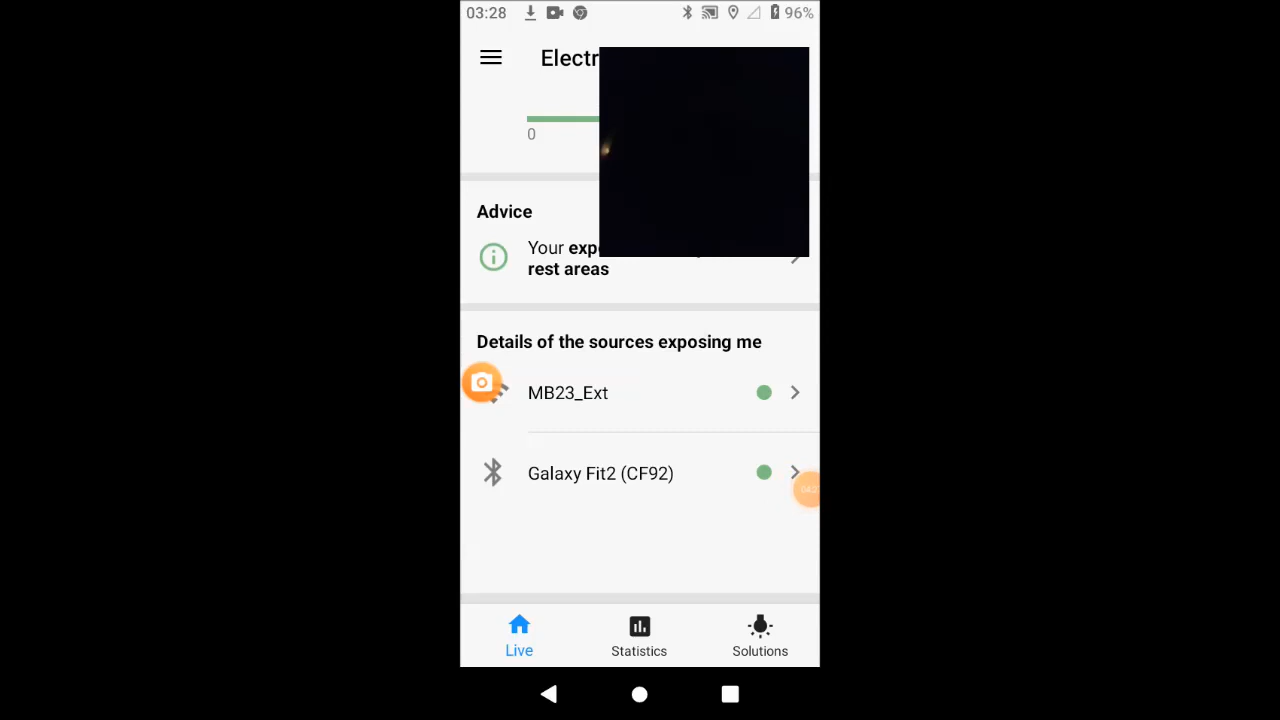 03:28 96%
Electr
0
Advice
Your expo
rest areas
Details of the sources exposing me
MB23_Ext
Galaxy Fit2 (CF92)
Live Statistics Solutions